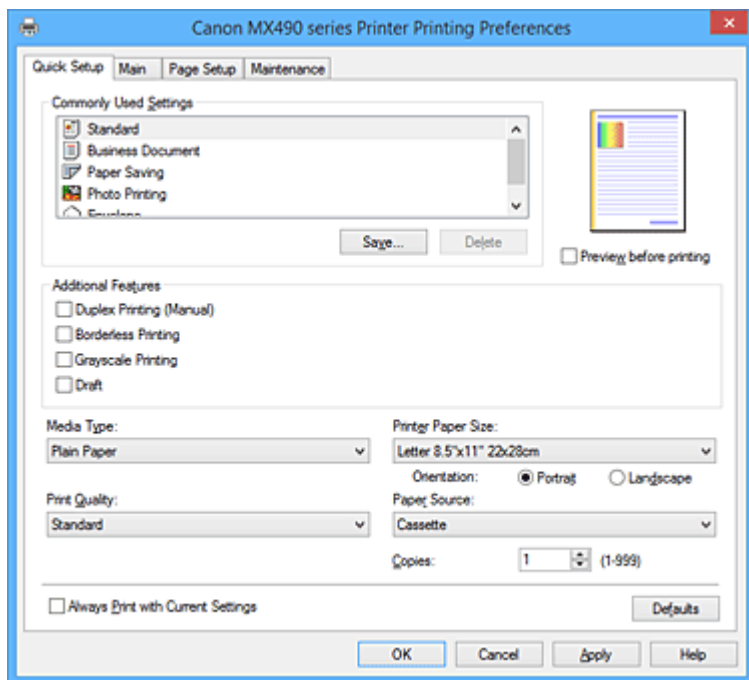 Canon MX490 series Printer Printing Preferences
Quick Setup Main Page Setup Maintenance
Commonly Used Settings
Standard
Business Document
Paper Saving
Photo Printing
Envelope
Save... Delete
Preview before printing
Additional Features
Duplex Printing (Manual)
Borderless Printing
Grayscale Printing
Draft
Media Type:
Plain Paper
Printer Paper Size:
Letter 8.5"x11" 22x28cm
Orientation: Portrait Landscape
Print Quality:
Standard
Paper Source:
Cassette
Copies: 1 (1-999)
Always Print with Current Settings
Defaults
OK Cancel Apply Help